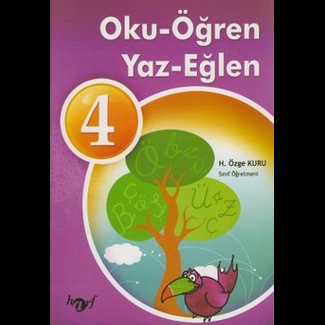 Oku-Öğren
Yaz-Eğlen
4
H. Özge KURU
Sınıf Öğretmeni
harf